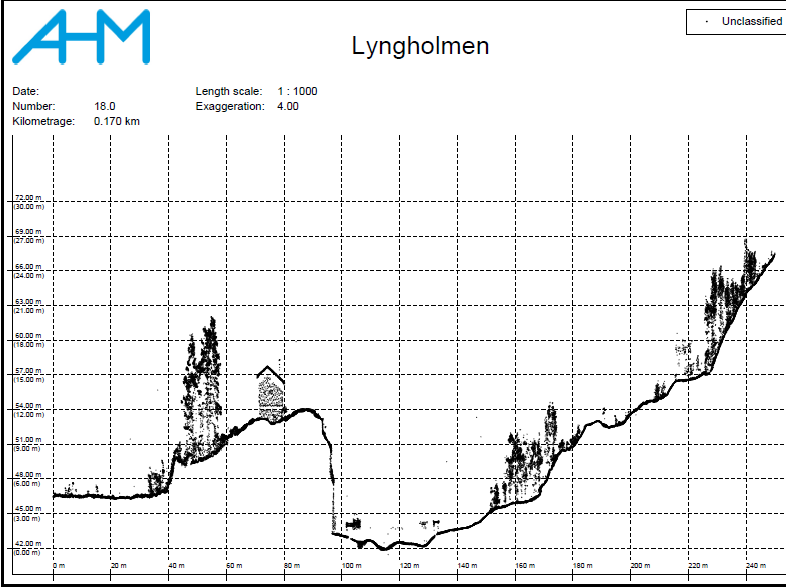 AHM
Unclassified
Lyngholmen
Date:
Length scale: 1 : 1000
Number: 18.0
Exaggeration: 4.00
Kilometrage: 0.170 km
72.00 m
(30.00 m)
69.00 m
(27.00 m)
66.00 m
(24.00 m)
63.00 m
(21.00 m)
60.00 m
(18.00 m)
57.00 m
(15.00 m)
54.00 m
(12.00 m)
51.00 m
(9.00 m)
48.00 m
(6.00 m)
45.00 m
(3.00 m)
42.00 m
(0.00 m)
0 m 20 m 40 m 60 m 80 m 100 m 120 m 140 m 160 m 180 m 200 m 220 m 240 m